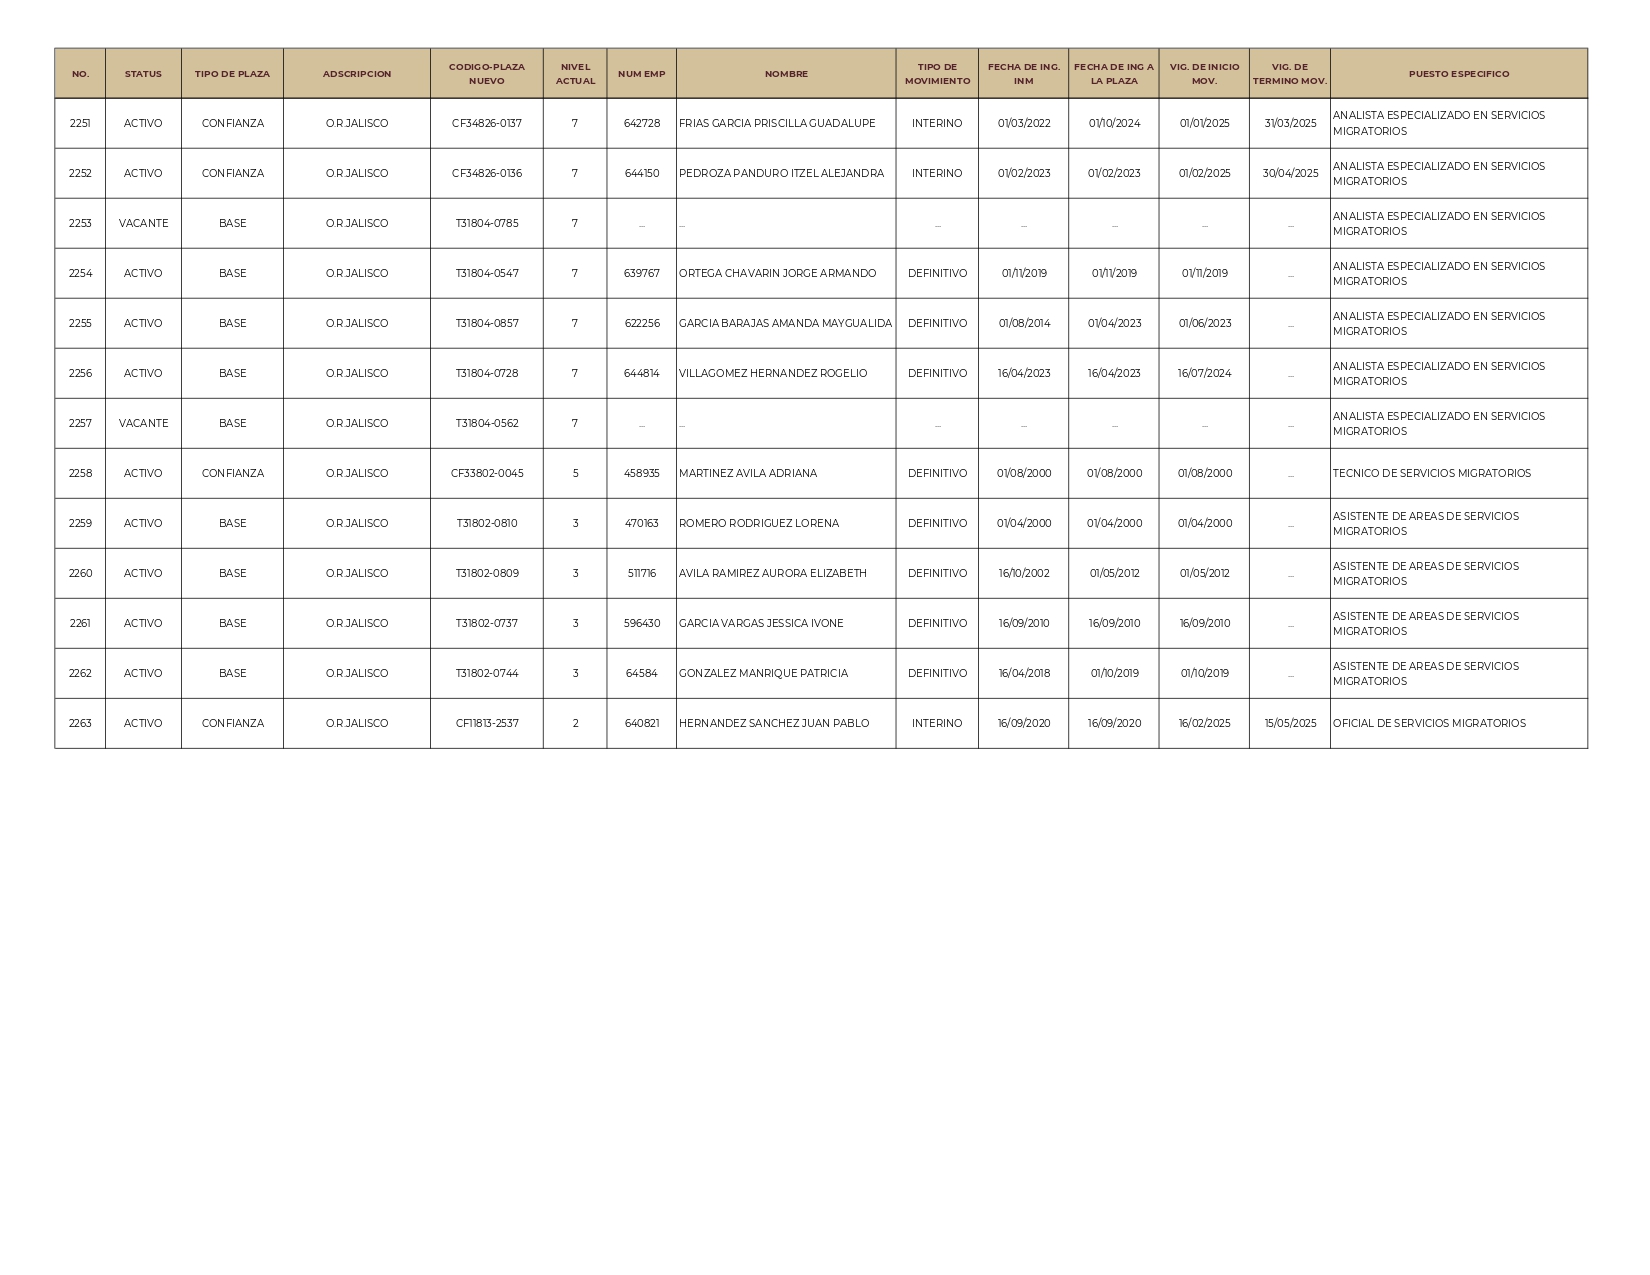 NO. STATUS TIPO DE PLAZA ADSCRIPCION CODIGO-PLAZA NUEVO NIVEL ACTUAL NUM EMP NOMBRE TIPO DE MOVIMIENTO FECHA DE ING. INM FECHA DE ING A LA PLAZA VIG. DE INICIO MOV. VIG. DE TERMINO MOV. PUESTO ESPECIFICO
2251 ACTIVO CONFIANZA O.R.JALISCO CF34826-0137 7 642728 FRIAS GARCIA PRISCILLA GUADALUPE INTERINO 01/03/2022 01/10/2024 01/01/2025 31/03/2025 ANALISTA ESPECIALIZADO EN SERVICIOS MIGRATORIOS
2252 ACTIVO CONFIANZA O.R.JALISCO CF34826-0136 7 644150 PEDROZA PANDURO ITZEL ALEJANDRA INTERINO 01/02/2023 01/02/2023 01/02/2025 30/04/2025 ANALISTA ESPECIALIZADO EN SERVICIOS MIGRATORIOS
2253 VACANTE BASE O.R.JALISCO T31804-0785 7 ... ... ... ... ... ... ... ANALISTA ESPECIALIZADO EN SERVICIOS MIGRATORIOS
2254 ACTIVO BASE O.R.JALISCO T31804-0547 7 639767 ORTEGA CHAVARIN JORGE ARMANDO DEFINITIVO 01/11/2019 01/11/2019 01/11/2019 ... ANALISTA ESPECIALIZADO EN SERVICIOS MIGRATORIOS
2255 ACTIVO BASE O.R.JALISCO T31804-0857 7 622256 GARCIA BARAJAS AMANDA MAYGUALIDA DEFINITIVO 01/08/2014 01/04/2023 01/06/2023 ... ANALISTA ESPECIALIZADO EN SERVICIOS MIGRATORIOS
2256 ACTIVO BASE O.R.JALISCO T31804-0728 7 644814 VILLAGOMEZ HERNANDEZ ROGELIO DEFINITIVO 16/04/2023 16/04/2023 16/07/2024 ... ANALISTA ESPECIALIZADO EN SERVICIOS MIGRATORIOS
2257 VACANTE BASE O.R.JALISCO T31804-0562 7 ... ... ... ... ... ... ... ANALISTA ESPECIALIZADO EN SERVICIOS MIGRATORIOS
2258 ACTIVO CONFIANZA O.R.JALISCO CF33802-0045 5 458935 MARTINEZ AVILA ADRIANA DEFINITIVO 01/08/2000 01/08/2000 01/08/2000 ... TECNICO DE SERVICIOS MIGRATORIOS
2259 ACTIVO BASE O.R.JALISCO T31802-0810 3 470163 ROMERO RODRIGUEZ LORENA DEFINITIVO 01/04/2000 01/04/2000 01/04/2000 ... ASISTENTE DE AREAS DE SERVICIOS MIGRATORIOS
2260 ACTIVO BASE O.R.JALISCO T31802-0809 3 511716 AVILA RAMIREZ AURORA ELIZABETH DEFINITIVO 16/10/2002 01/05/2012 01/05/2012 ... ASISTENTE DE AREAS DE SERVICIOS MIGRATORIOS
2261 ACTIVO BASE O.R.JALISCO T31802-0737 3 596430 GARCIA VARGAS JESSICA IVONE DEFINITIVO 16/09/2010 16/09/2010 16/09/2010 ... ASISTENTE DE AREAS DE SERVICIOS MIGRATORIOS
2262 ACTIVO BASE O.R.JALISCO T31802-0744 3 64584 GONZALEZ MANRIQUE PATRICIA DEFINITIVO 16/04/2018 01/10/2019 01/10/2019 ... ASISTENTE DE AREAS DE SERVICIOS MIGRATORIOS
2263 ACTIVO CONFIANZA O.R.JALISCO CF11813-2537 2 640821 HERNANDEZ SANCHEZ JUAN PABLO INTERINO 16/09/2020 16/09/2020 16/02/2025 15/05/2025 OFICIAL DE SERVICIOS MIGRATORIOS